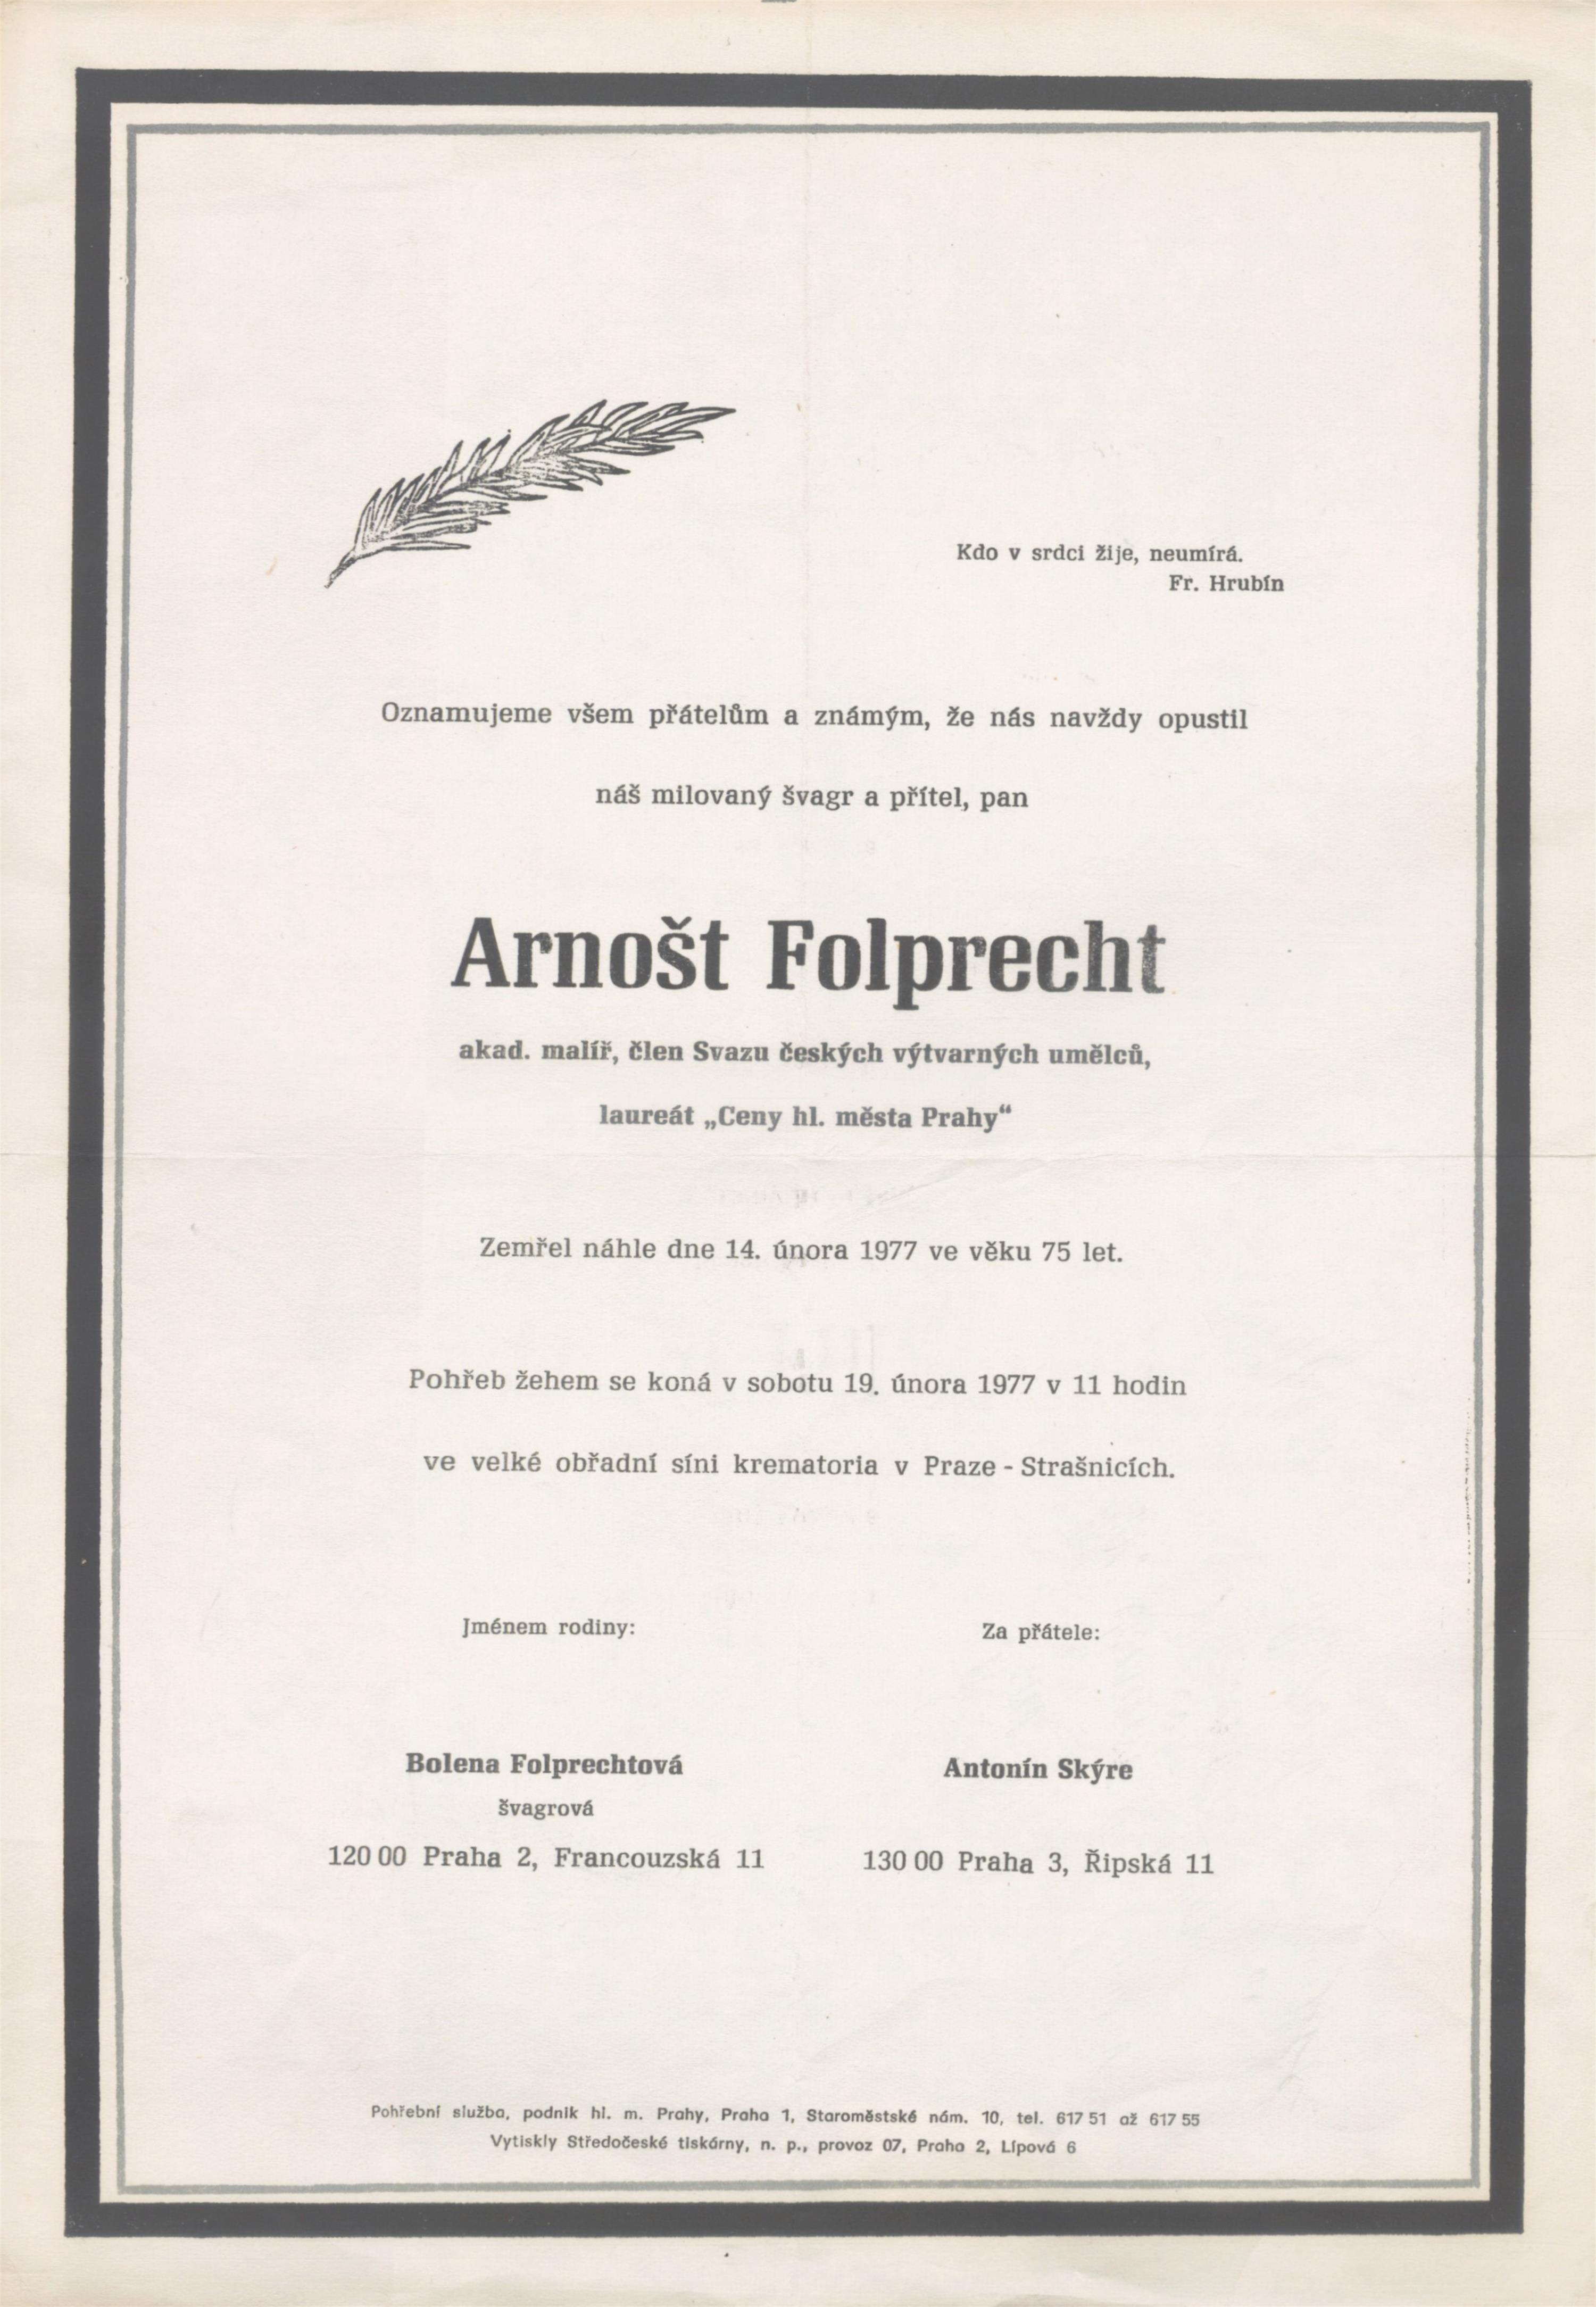 Kdo v srdci žije, neumírá.
Fr. Hrubín
Oznamujeme všem přátelům a známým, že nás navždy opustil
náš milovaný švagr a přítel, pan
Arnošt Folprecht
akad. malíř, člen Svazu českých výtvarných umělců,
laureát „Ceny hl. města Prahy“
Zemřel náhle dne 14. února 1977 ve věku 75 let.
Pohřeb žehem se koná v sobotu 19. února 1977 v 11 hodin
ve velké obřadní síni krematoria v Praze - Strašnicích.
Jménem rodiny:
Za přátele:
Bolena Folprechtová
švagrová
120 00 Praha 2, Francouzská 11
Antonín Skýre
130 00 Praha 3, Řipská 11
Pohřební služba, podnik hl. m. Prahy, Praha 1, Staroměstské nám. 10, tel. 617 51 až 617 55
Vytiskly Středočeské tiskárny, n. p., provoz 07, Praha 2, Lípová 6